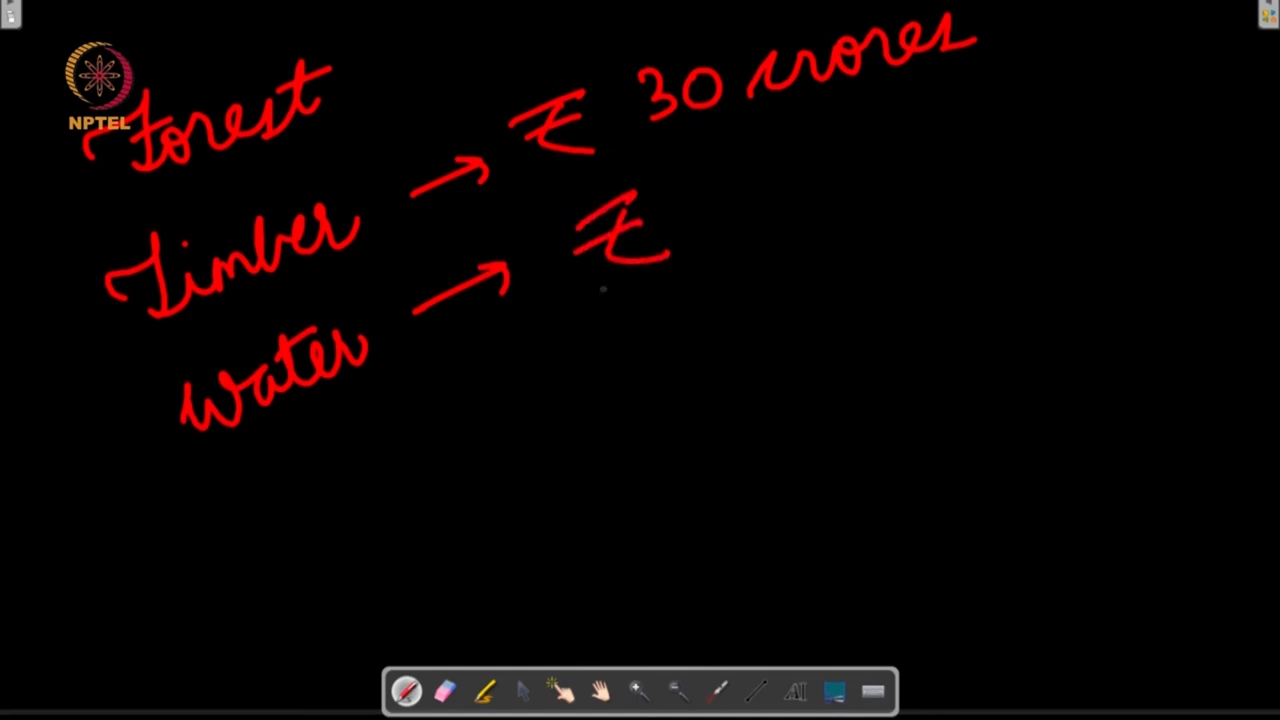 NPTEL
Forest
Timber → ₹ 30 crores
Water → ₹